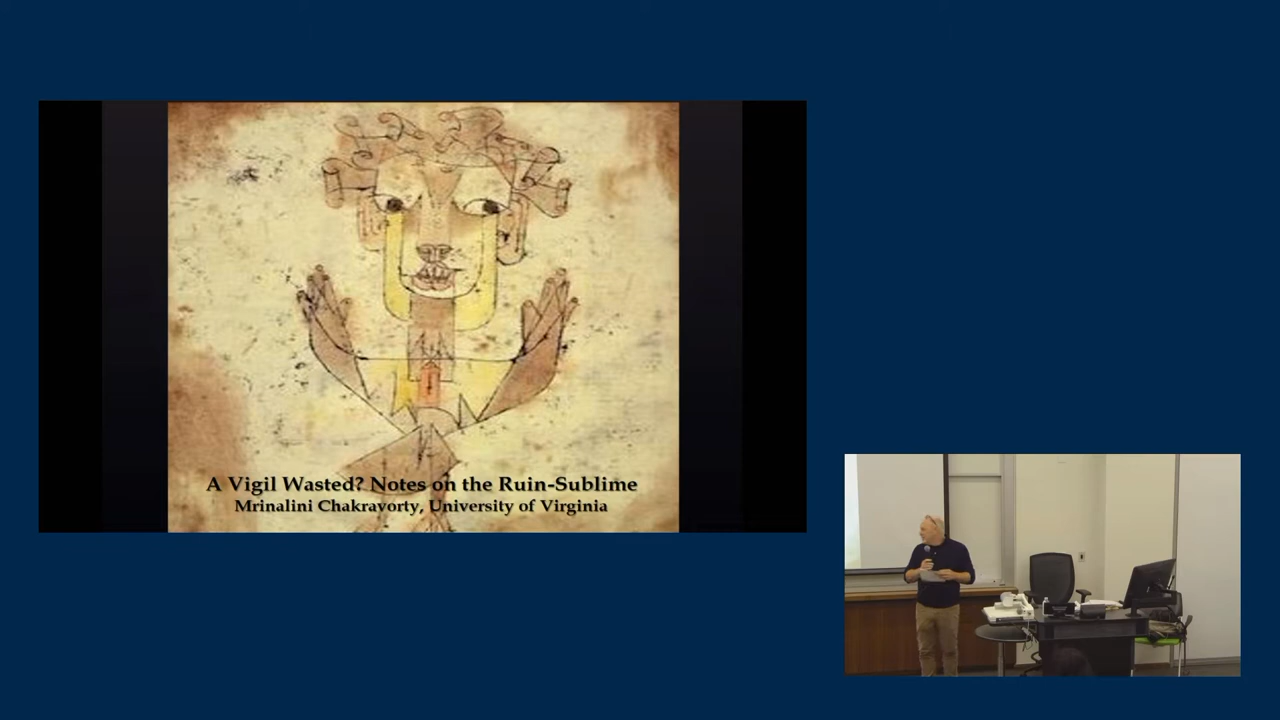 A Vigil Wasted? Notes on the Ruin-Sublime
Mrinalini Chakravorty, University of Virginia